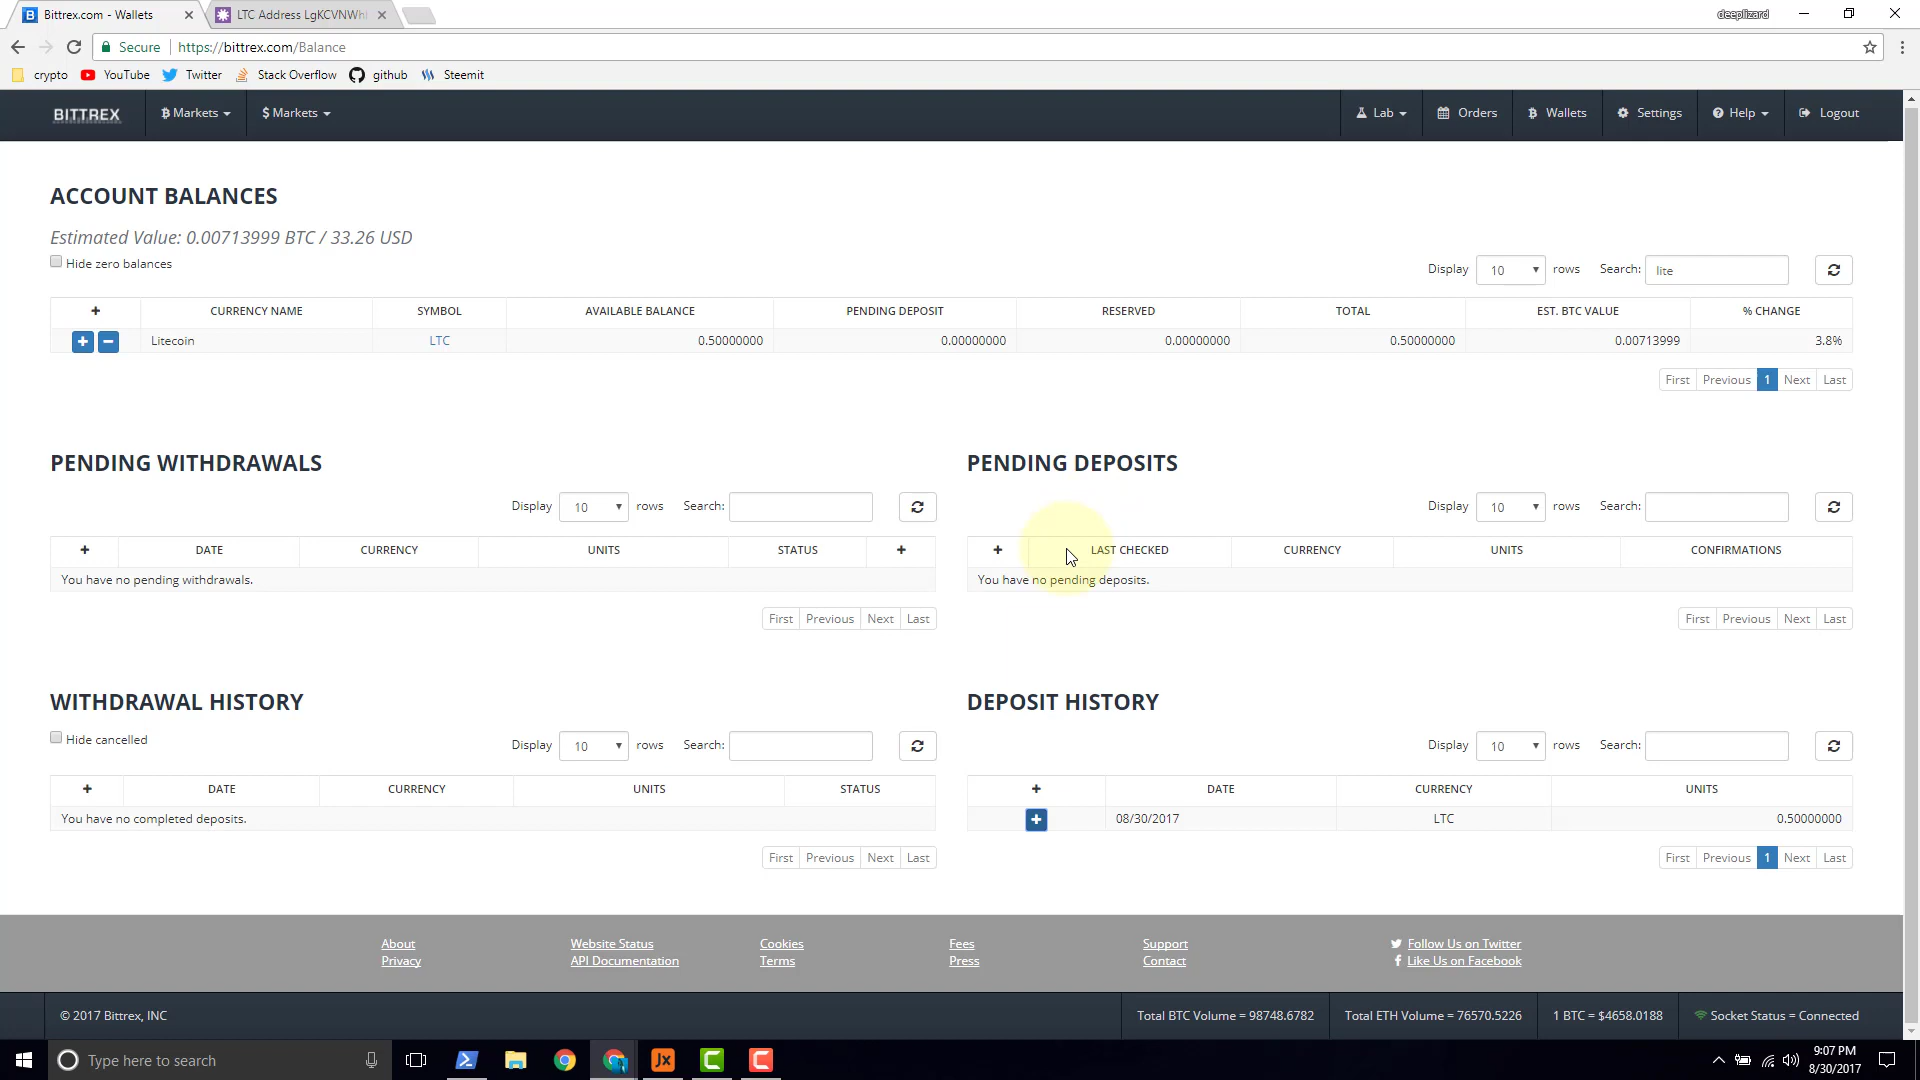 Bittrex.com - Wallets
LTC Address LgKCVNWh
deeplizard
Secure https://bittrex.com/Balance
crypto YouTube Twitter Stack Overflow github Steemit
BITTREX Markets $ Markets Lab Orders Wallets Settings Help Logout
ACCOUNT BALANCES
Estimated Value: 0.00713999 BTC / 33.26 USD
Hide zero balances
Display 10 rows Search: lite
+ CURRENCY NAME SYMBOL AVAILABLE BALANCE PENDING DEPOSIT RESERVED TOTAL EST. BTC VALUE % CHANGE
+ - Litecoin LTC 0.50000000 0.00000000 0.00000000 0.50000000 0.00713999 3.8%
First Previous 1 Next Last
PENDING WITHDRAWALS
Display 10 rows Search:
+ DATE CURRENCY UNITS STATUS +
You have no pending withdrawals.
First Previous Next Last
PENDING DEPOSITS
Display 10 rows Search:
+ LAST CHECKED CURRENCY UNITS CONFIRMATIONS
You have no pending deposits.
First Previous Next Last
WITHDRAWAL HISTORY
Hide cancelled
Display 10 rows Search:
+ DATE CURRENCY UNITS STATUS
You have no completed deposits.
First Previous Next Last
DEPOSIT HISTORY
Display 10 rows Search:
+ DATE CURRENCY UNITS
+ 08/30/2017 LTC 0.50000000
First Previous 1 Next Last
About Website Status Cookies Fees Support Follow Us on Twitter
Privacy API Documentation Terms Press Contact Like Us on Facebook
© 2017 Bittrex, INC Total BTC Volume = 98748.6782 Total ETH Volume = 76570.5226 1 BTC = $4658.0188 Socket Status = Connected
Type here to search
Jx
9:07 PM
8/30/2017